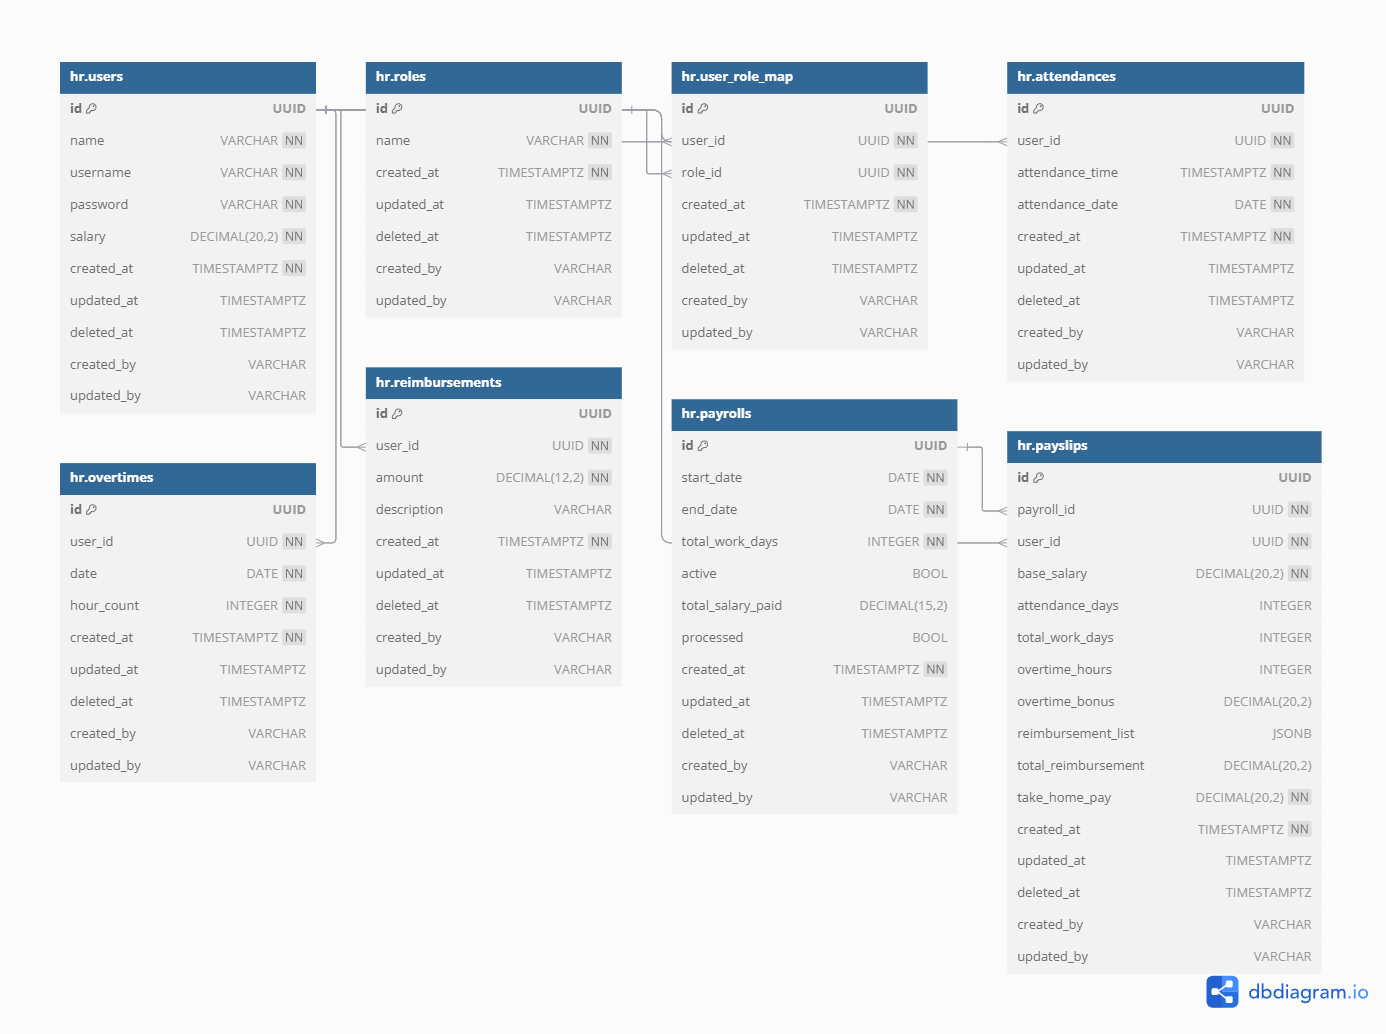 hr.users
id UUID
name VARCHAR NN
username VARCHAR NN
password VARCHAR NN
salary DECIMAL(20,2) NN
created_at TIMESTAMPTZ NN
updated_at TIMESTAMPTZ
deleted_at TIMESTAMPTZ
created_by VARCHAR
updated_by VARCHAR
hr.roles
id UUID
name VARCHAR NN
created_at TIMESTAMPTZ NN
updated_at TIMESTAMPTZ
deleted_at TIMESTAMPTZ
created_by VARCHAR
updated_by VARCHAR
hr.user_role_map
id UUID
user_id UUID NN
role_id UUID NN
created_at TIMESTAMPTZ NN
updated_at TIMESTAMPTZ
deleted_at TIMESTAMPTZ
created_by VARCHAR
updated_by VARCHAR
hr.attendances
id UUID
user_id UUID NN
attendance_time TIMESTAMPTZ NN
attendance_date DATE NN
created_at TIMESTAMPTZ NN
updated_at TIMESTAMPTZ
deleted_at TIMESTAMPTZ
created_by VARCHAR
updated_by VARCHAR
hr.overtimes
id UUID
user_id UUID NN
date DATE NN
hour_count INTEGER NN
created_at TIMESTAMPTZ NN
updated_at TIMESTAMPTZ
deleted_at TIMESTAMPTZ
created_by VARCHAR
updated_by VARCHAR
hr.reimbursements
id UUID
user_id UUID NN
amount DECIMAL(12,2) NN
description VARCHAR
created_at TIMESTAMPTZ NN
updated_at TIMESTAMPTZ
deleted_at TIMESTAMPTZ
created_by VARCHAR
updated_by VARCHAR
hr.payrolls
id UUID
start_date DATE NN
end_date DATE NN
total_work_days INTEGER NN
active BOOL
total_salary_paid DECIMAL(15,2)
processed BOOL
created_at TIMESTAMPTZ NN
updated_at TIMESTAMPTZ
deleted_at TIMESTAMPTZ
created_by VARCHAR
updated_by VARCHAR
hr.payslips
id UUID
payroll_id UUID NN
user_id UUID NN
base_salary DECIMAL(20,2) NN
attendance_days INTEGER
total_work_days INTEGER
overtime_hours INTEGER
overtime_bonus DECIMAL(20,2)
reimbursement_list JSONB
total_reimbursement DECIMAL(20,2)
take_home_pay DECIMAL(20,2) NN
created_at TIMESTAMPTZ NN
updated_at TIMESTAMPTZ
deleted_at TIMESTAMPTZ
created_by VARCHAR
updated_by VARCHAR
dbdiagram.io